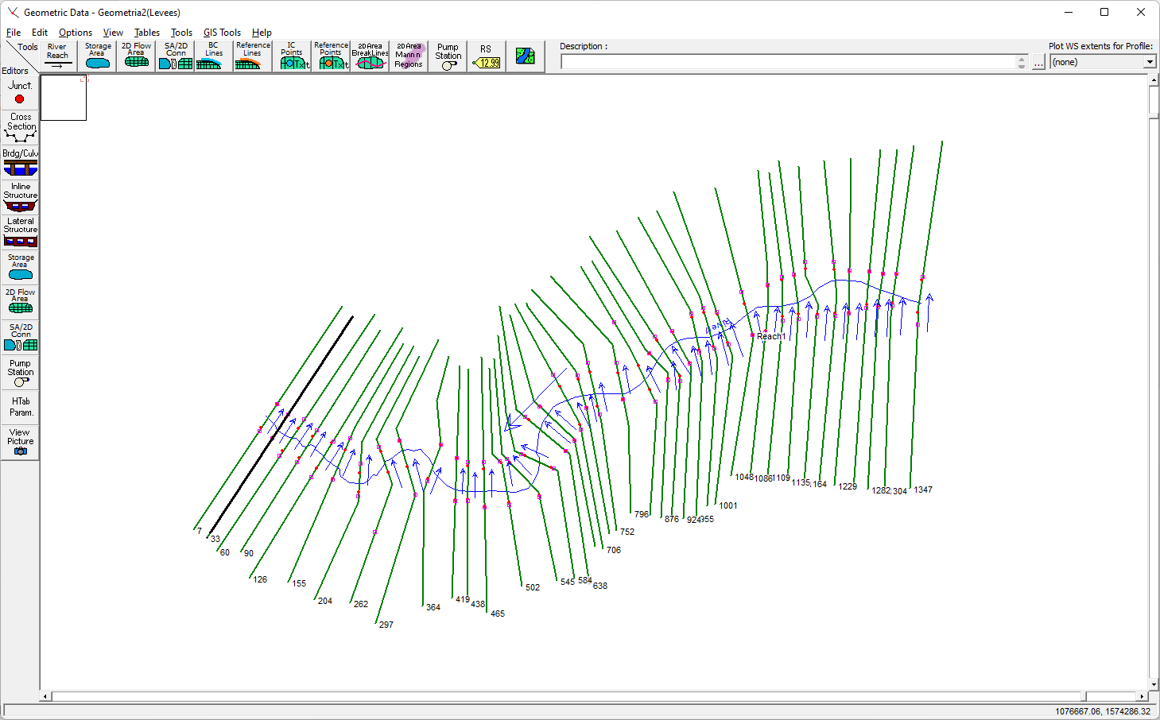 Geometric Data - Geometria2(Levees)
File Edit Options View Tables Tools GIS Tools Help
Tools
Editors
River Reach
Storage Area
2D Flow Area
SA/2D Conn
BC Lines
Reference Lines
IC Points
Reference Points
2D Area BreakLines
2D Area Mannin Regions
Pump Station
RS
12.99
Description :
...
Plot WS extents for Profile:
(none)
Junct.
Cross Section
Brdg/Culv
Inline Structure
Lateral Structure
Storage Area
2D Flow Area
SA/2D Conn
Pump Station
HTab Param.
View Picture
Reach1
7
33
60
90
126
155
204
262
297
364
419
438
465
502
545
584
638
706
752
796
876
924
955
1001
1048
1086
1109
1135
1229
1282
1347
1076667.06, 1574286.32